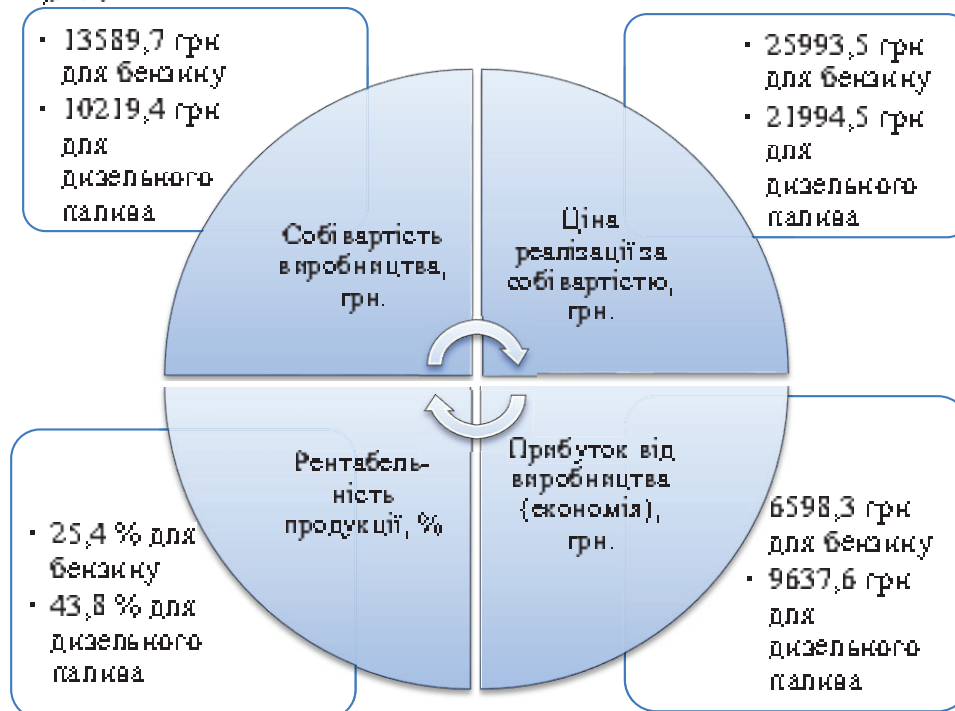 • 13589,7 грн
для бензину
• 10219,4 грн
для
дизельного
палива
• 25993,5 грн
для бензину
• 21994,5 грн
для
дизельного
палива
Собівартість
виробництва,
грн.
Ціна
реалізації за
собівартістю,
грн.
Рентабель-
ність
продукції, %
Прибуток від
виробництва
(економія),
грн.
• 25,4 % для
бензину
• 43,8 % для
дизельного
палива
6598,3 грн
для бензину
• 9637,6 грн
для
дизельного
палива